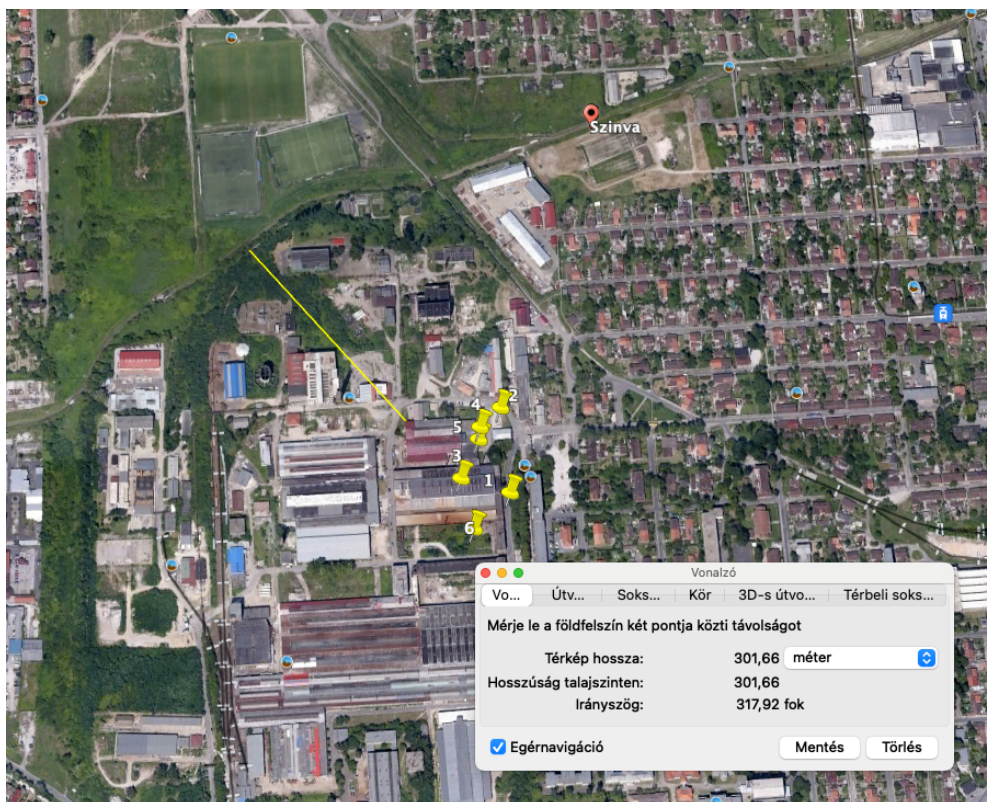 Szinva
2
4
5
3
1
6
Vonalzó
Vo...
Útv...
Soks...
Kör
3D-s útvo...
Térbeli soks...
Mérje le a földfelszín két pontja közti távolságot
Térkép hossza: 301,66 méter
Hosszúság talajszinten: 301,66
Irányszög: 317,92 fok
Egérnavigáció
Mentés
Törlés